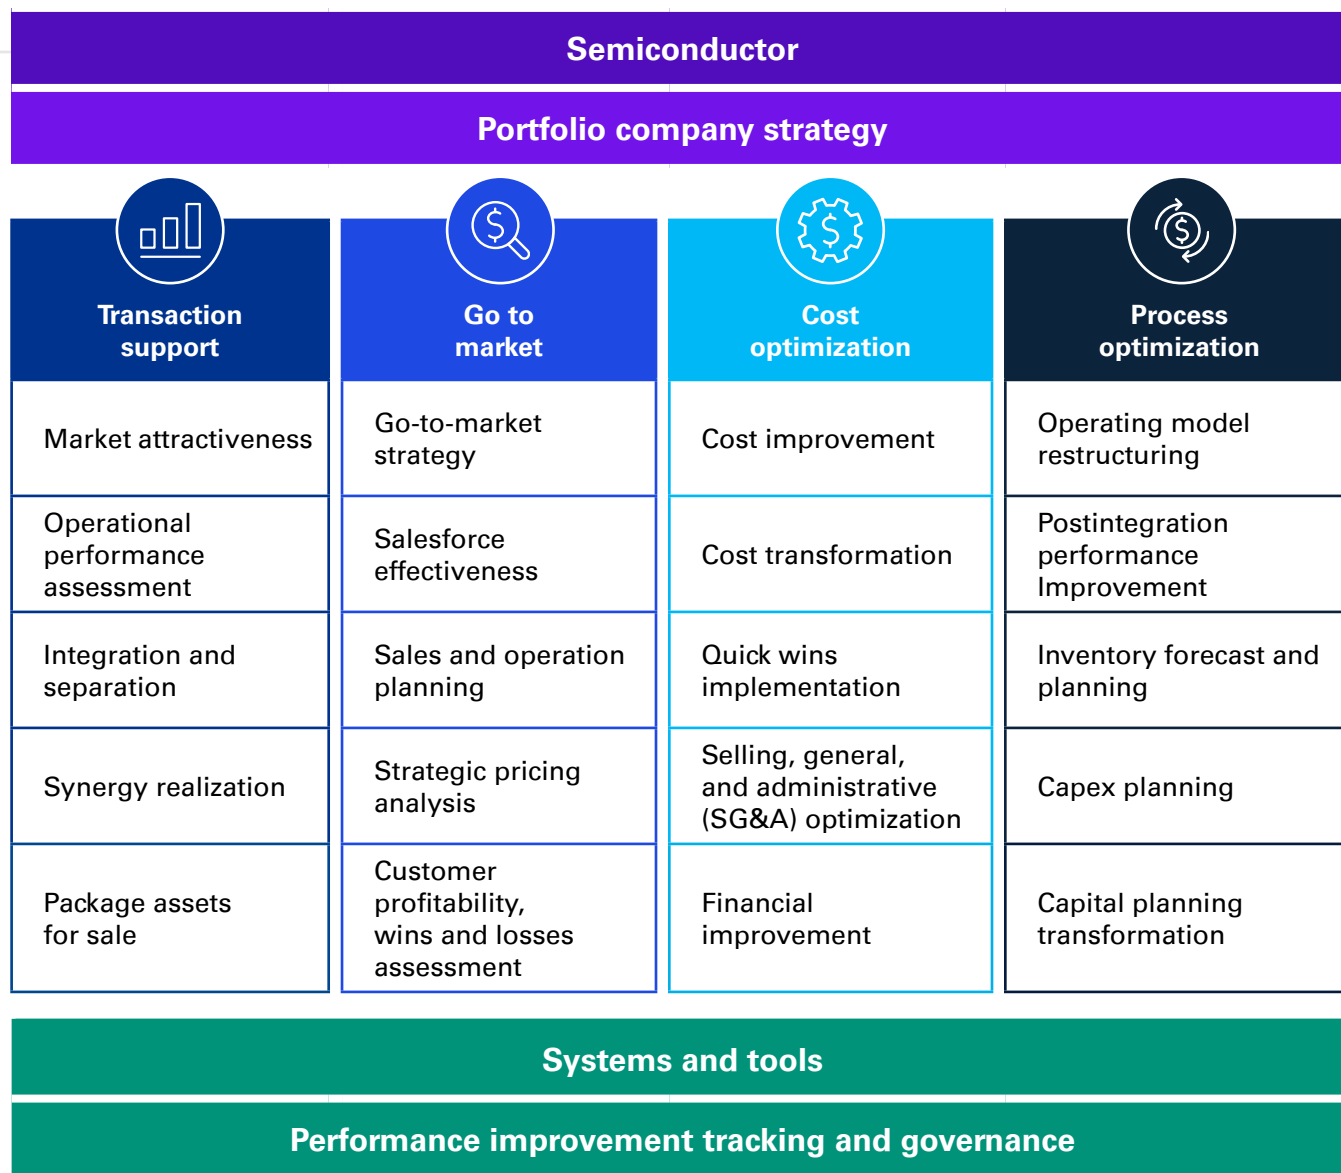 Semiconductor
Portfolio company strategy
Transaction
support
Market attractiveness
Operational
performance
assessment
Integration and
separation
Synergy realization
Package assets
for sale
Go to
market
Go-to-market
strategy
Salesforce
effectiveness
Sales and operation
planning
Strategic pricing
analysis
Customer
profitability,
wins and losses
assessment
Cost
optimization
Cost improvement
Cost transformation
Quick wins
implementation
Selling, general,
and administrative
(SG&A) optimization
Financial
improvement
Process
optimization
Operating model
restructuring
Postintegration
performance
Improvement
Inventory forecast and
planning
Capex planning
Capital planning
transformation
Systems and tools
Performance improvement tracking and governance